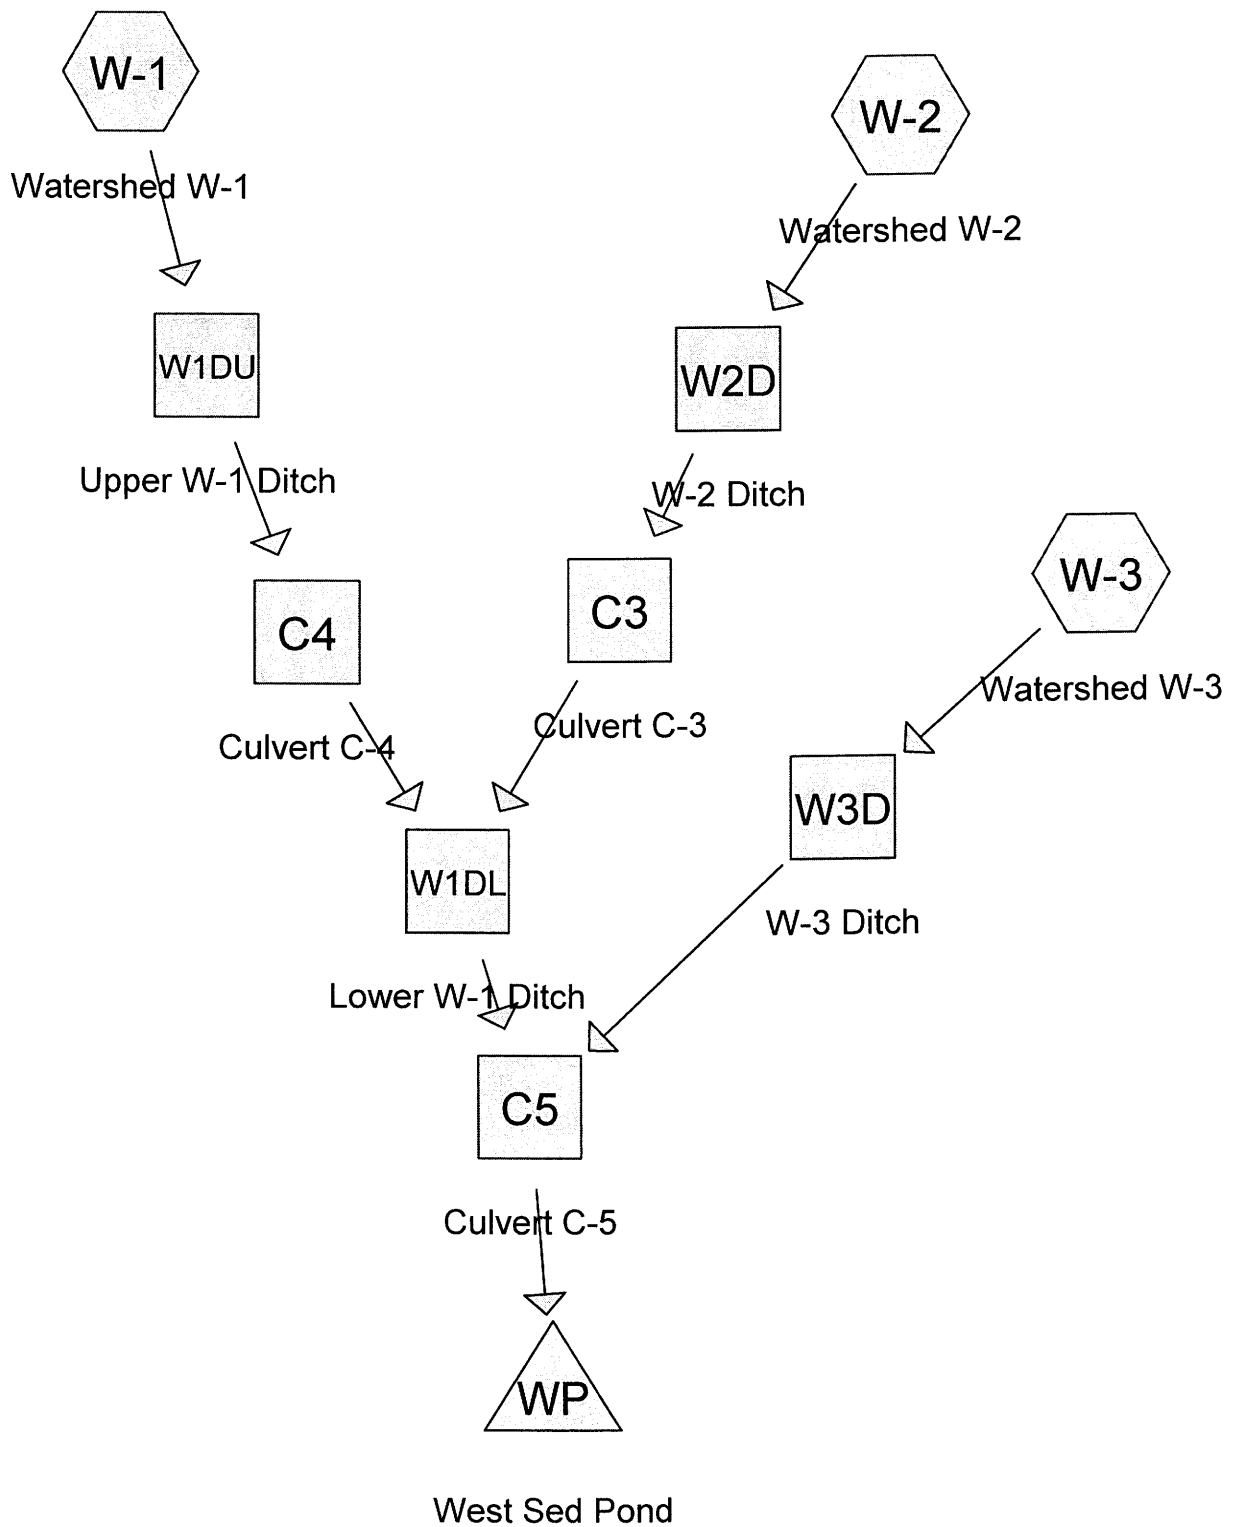 W-1
W-2
Watershed W-1
Watershed W-2
W1DU
W2D
Upper W-1 Ditch
W-2 Ditch
W-3
C3
C4
Watershed W-3
Culvert C-3
Culvert C-4
W3D
W1DL
W-3 Ditch
Lower W-1 Ditch
C5
Culvert C-5
WP
West Sed Pond